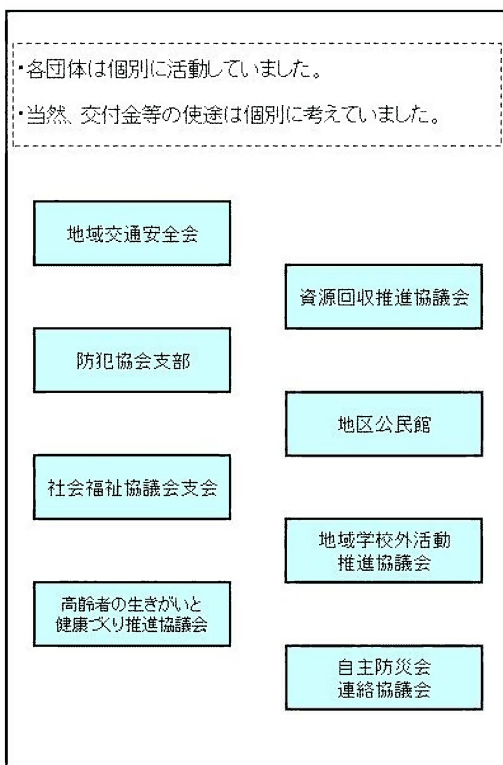 ・各団体は個別に活動していました。
・当然、交付金等の使途は個別に考えていました。
地域交通安全会
資源回収推進協議会
防犯協会支部
地区公民館
社会福祉協議会支会
地域学校外活動
推進協議会
高齢者の生きがいと
健康づくり推進協議会
自主防災会
連絡協議会